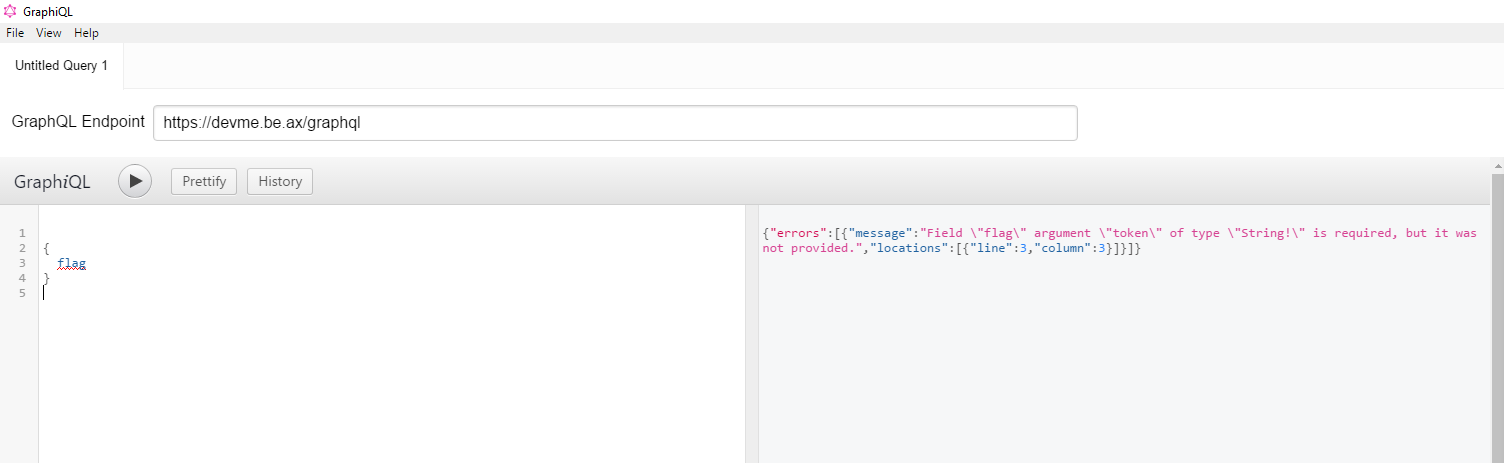 GraphiQL
File View Help
Untitled Query 1
GraphQL Endpoint https://devme.be.ax/graphql
GraphiQL Prettify History
1
2 {
3 flag
4 }
5
{"errors":[{"message":"Field \"flag\" argument \"token\" of type \"String!\" is required, but it was
not provided.","locations":[{"line":3,"column":3}]}]}